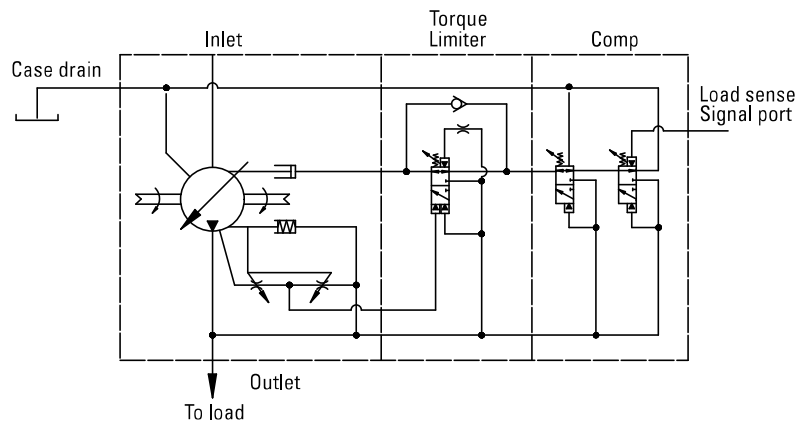 Torque
Limiter
Inlet
Comp
Case drain
Load sense
Signal port
Outlet
To load